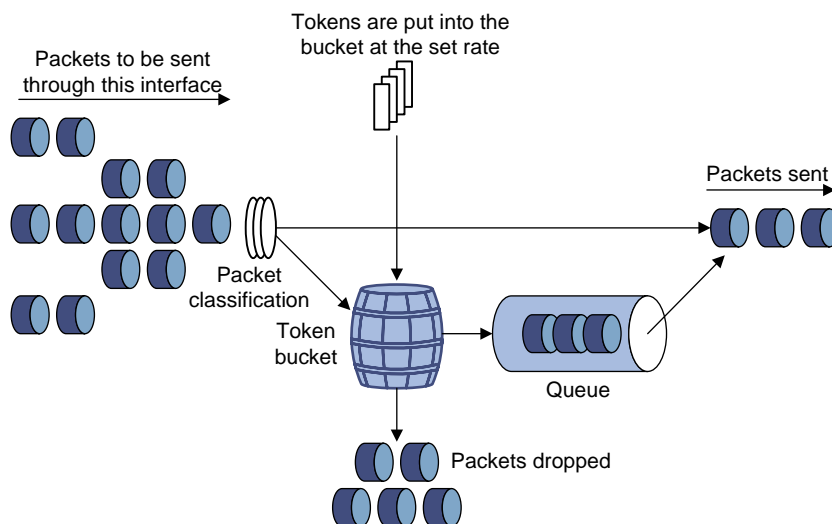 Tokens are put into the
bucket at the set rate
Packets to be sent
through this interface
Packets sent
Packet
classification
Token
bucket
Queue
Packets dropped